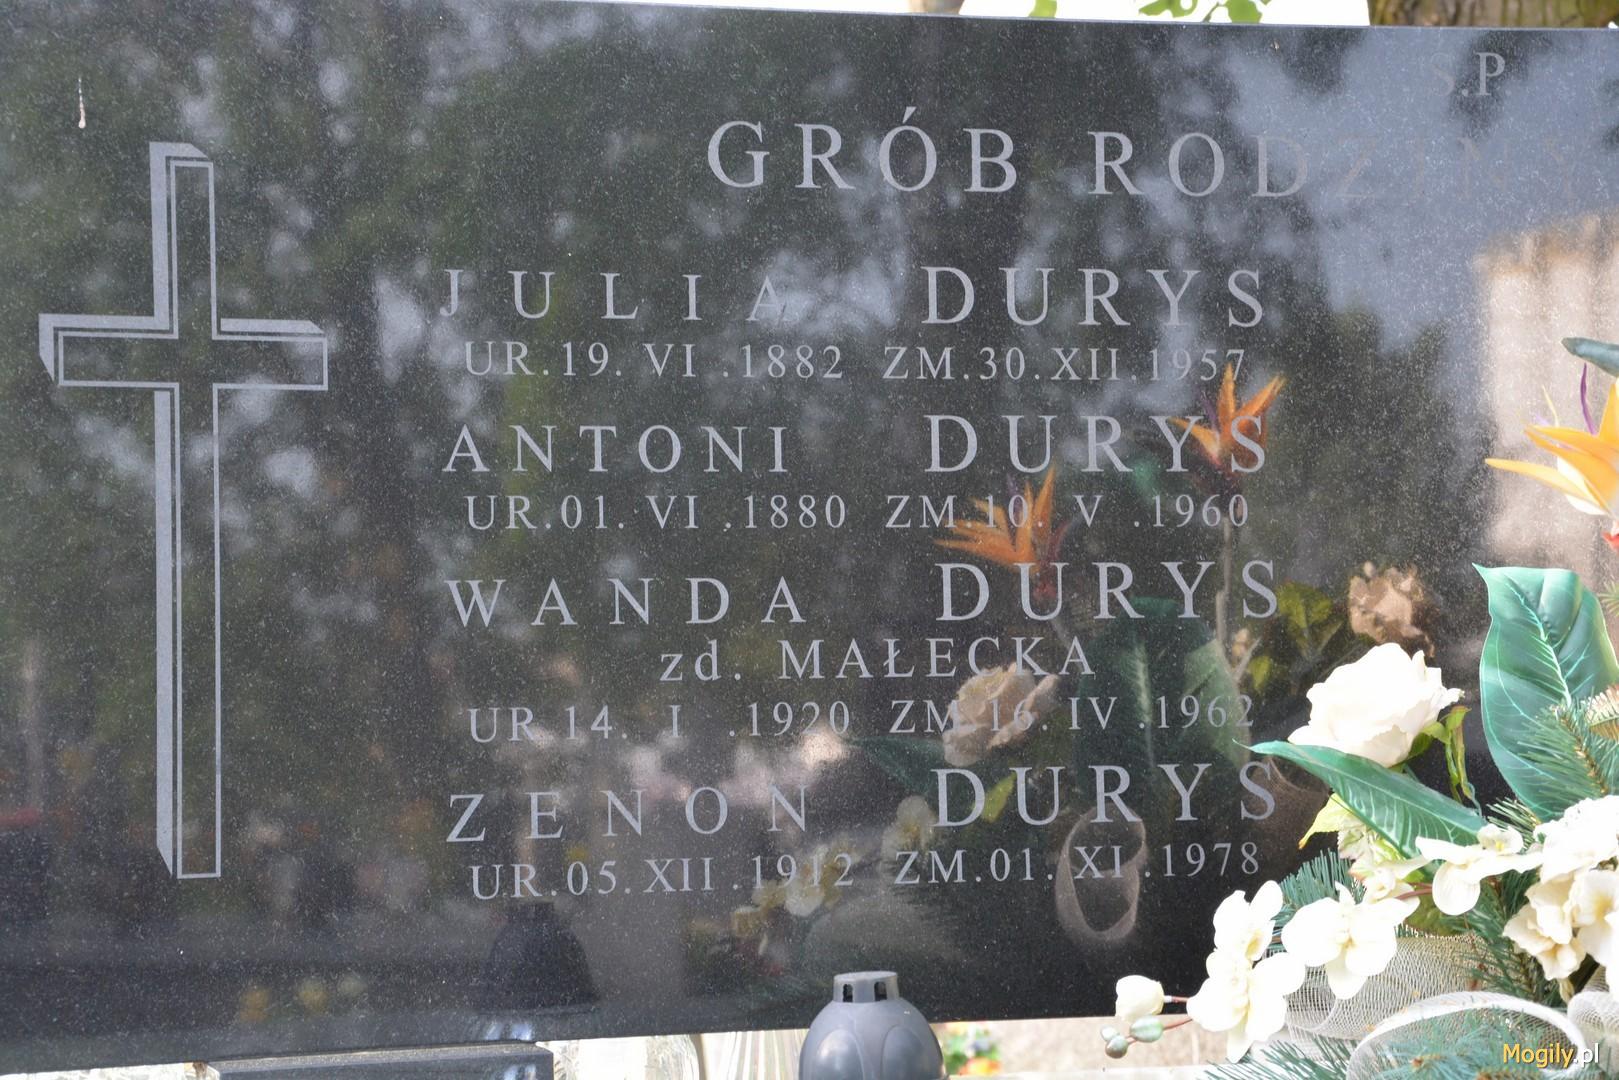 Ś.P
GRÓB RODZINY
JULIA DURYS
UR.19. VI .1882 ZM.30.XII.1957
ANTONI DURYS
UR.01. VI .1880 ZM.10. V .1960
WANDA DURYS
zd. MAŁECKA
UR 14. I .1920 ZM.16. IV .1962
ZENON DURYS
UR.05.XII .1912 ZM.01. XI .1978
Mogily.pl